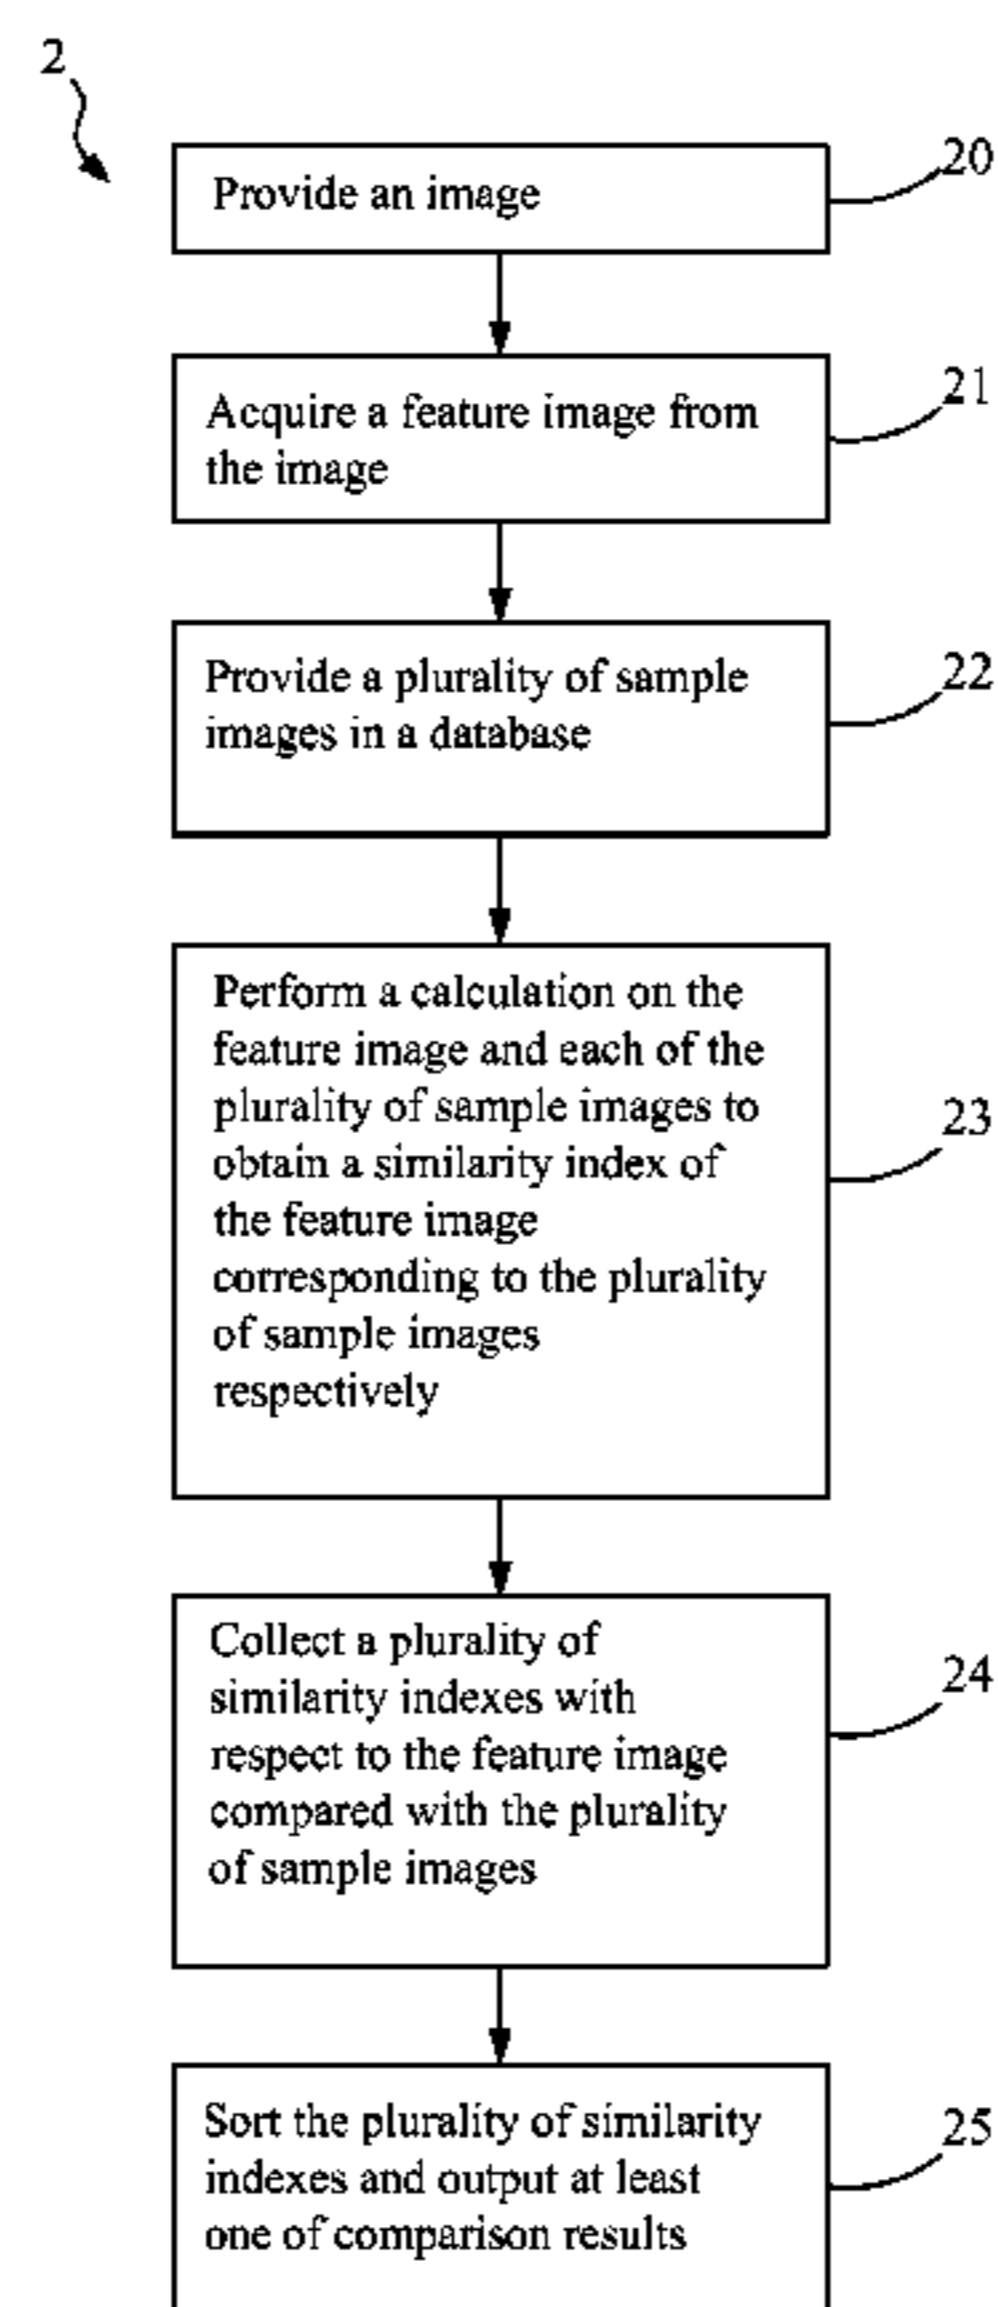 2
Provide an image
20
Acquire a feature image from
the image
21
Provide a plurality of sample
images in a database
22
Perform a calculation on the
feature image and each of the
plurality of sample images to
obtain a similarity index of
the feature image
corresponding to the plurality
of sample images
respectively
23
Collect a plurality of
similarity indexes with
respect to the feature image
compared with the plurality
of sample images
24
Sort the plurality of similarity
indexes and output at least
one of comparison results
25